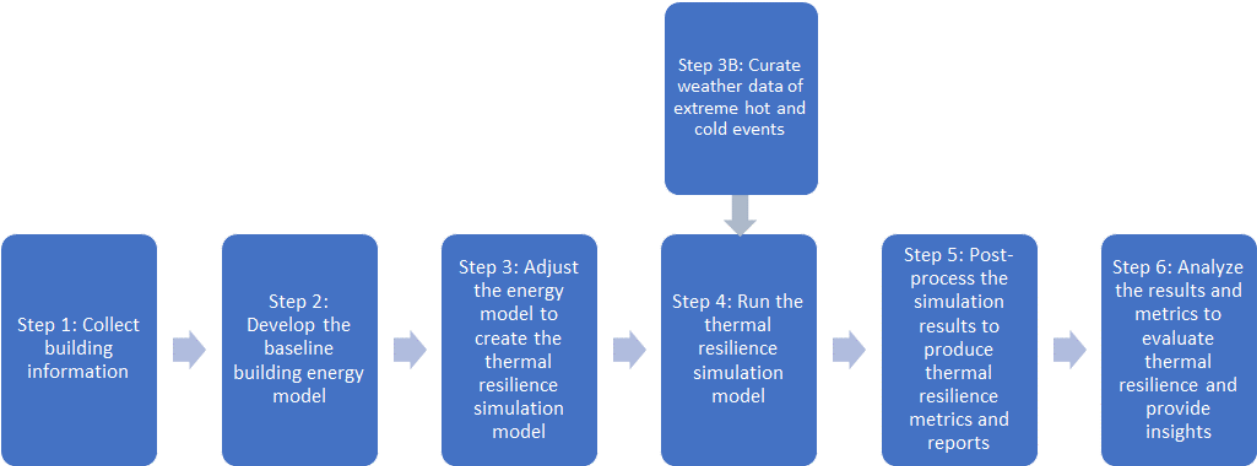 Step 3B: Curate
weather data of
extreme hot and
cold events
Step 1: Collect
building
information
Step 2:
Develop the
baseline
building energy
model
Step 3: Adjust
the energy
model to
create the
thermal
resilience
simulation
model
Step 4: Run the
thermal
resilience
simulation
model
Step 5: Post-
process the
simulation
results to
produce
thermal
resilience
metrics and
reports
Step 6: Analyze
the results and
metrics to
evaluate
thermal
resilience and
provide
insights